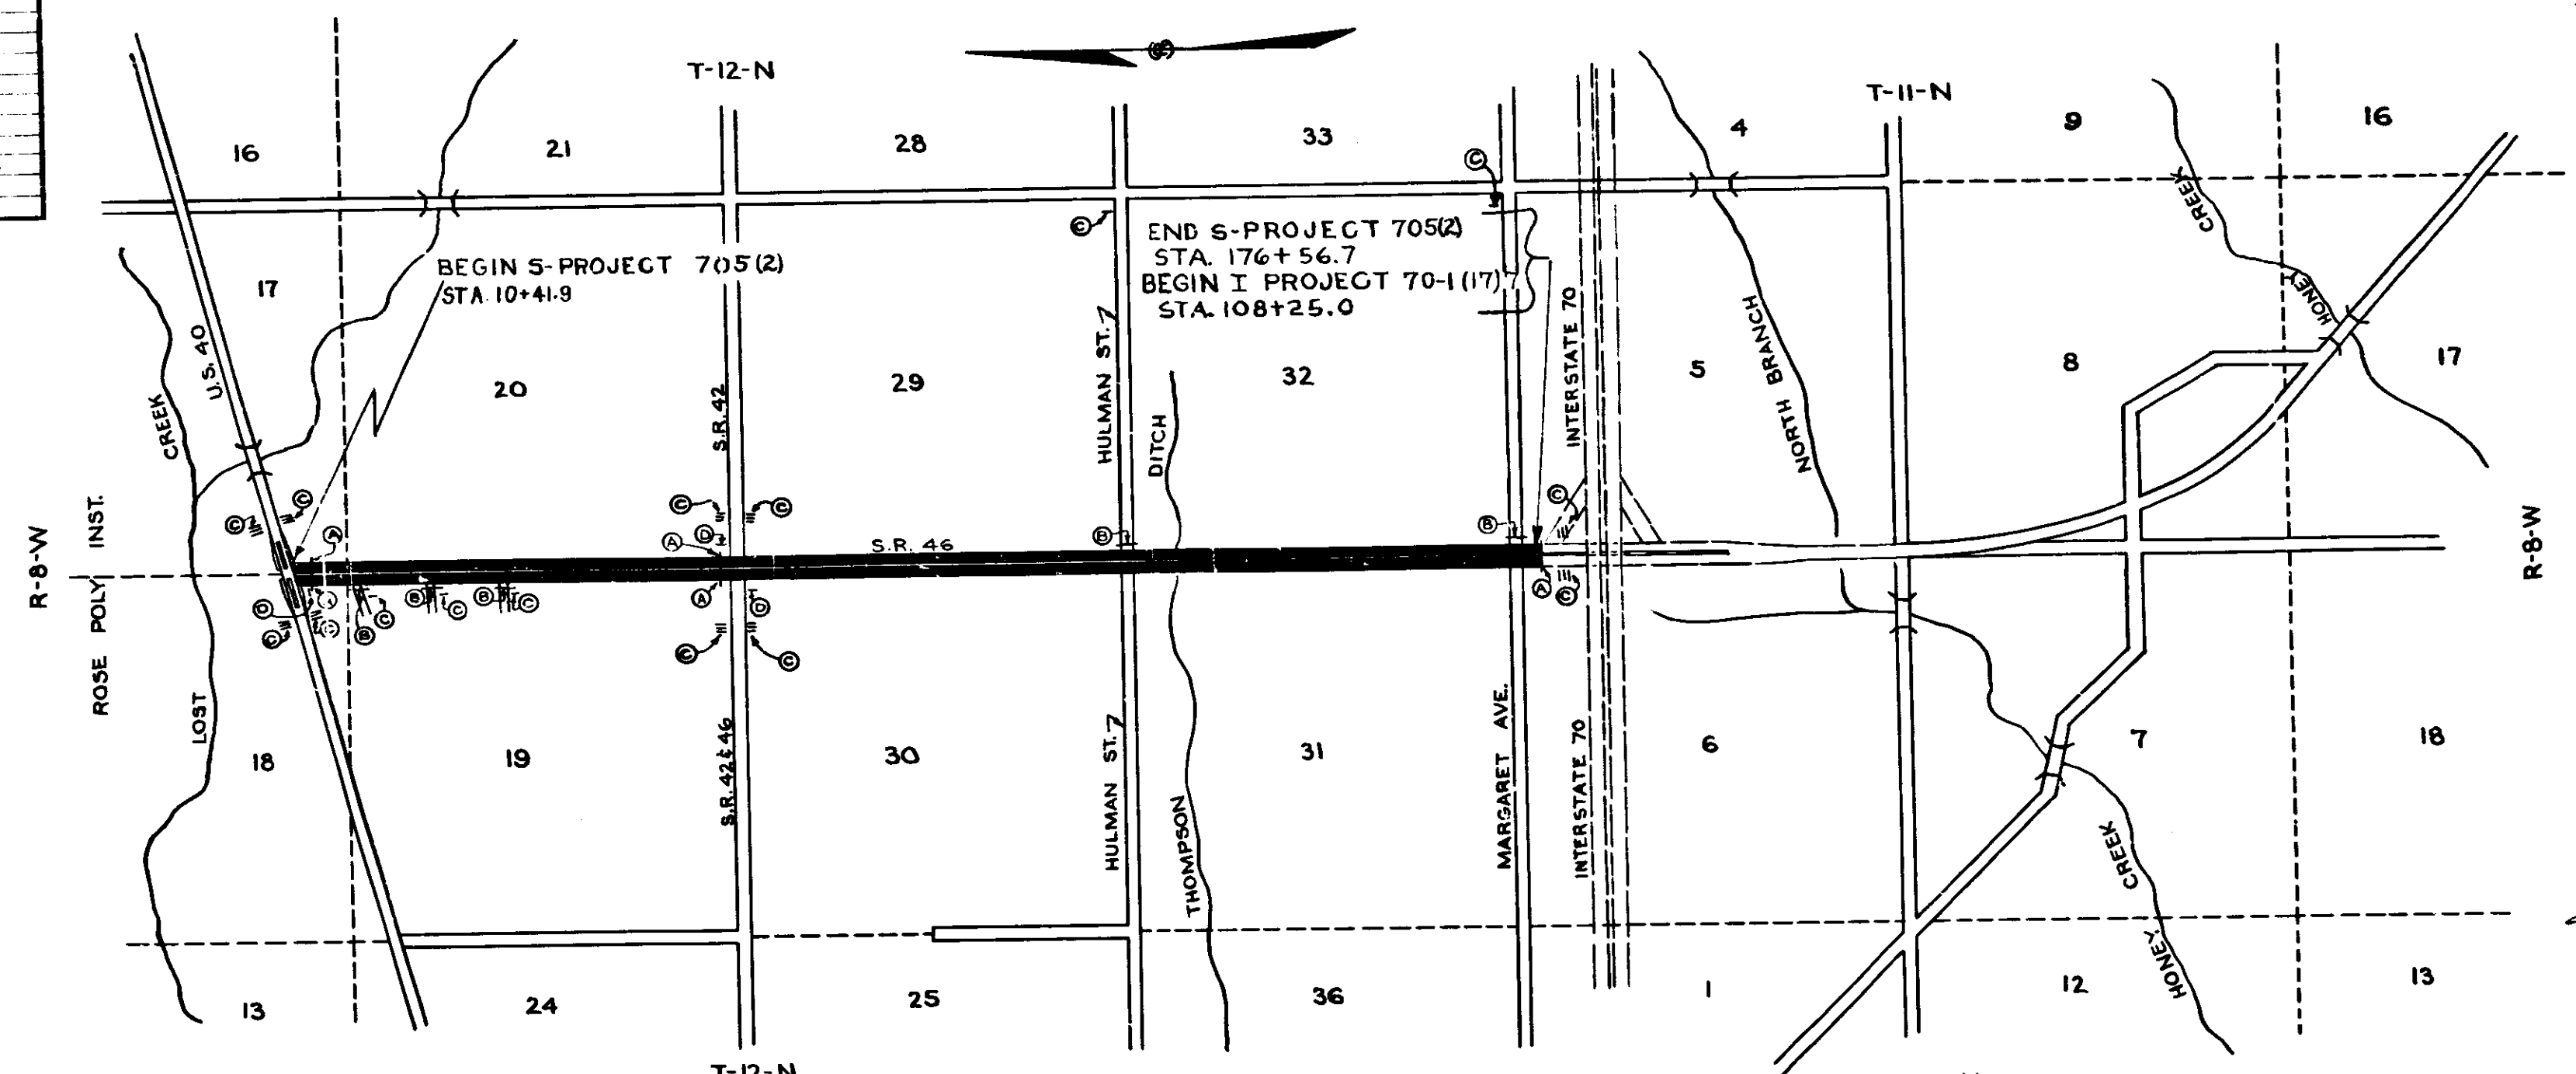 T-12-N
T-11-N
16
21
28
33
4
9
16
C
C
END S-PROJECT 705(2)
STA. 176+56.7
BEGIN I PROJECT 70-1(17)
STA. 108+25.0
BEGIN S-PROJECT 705(2)
STA. 10+41.9
17
20
29
32
5
8
17
U.S. 40
S.R. 42
HULMAN ST.
DITCH
INTERSTATE 70
NORTH BRANCH
CREEK
HONEY
CREEK
LOST
R-8-W
ROSE POLY INST.
R-8-W
C
C
A
C
D
A
C
B
B
C
S.R. 46
D
C
C
B
C
B
C
B
C
A
D
C
C
A
C
18
19
30
31
6
7
18
S.R. 42 & 46
HULMAN ST.
THOMPSON
MARGARET AVE.
INTERSTATE 70
CREEK
HONEY
13
24
25
36
1
12
13
T-12-N